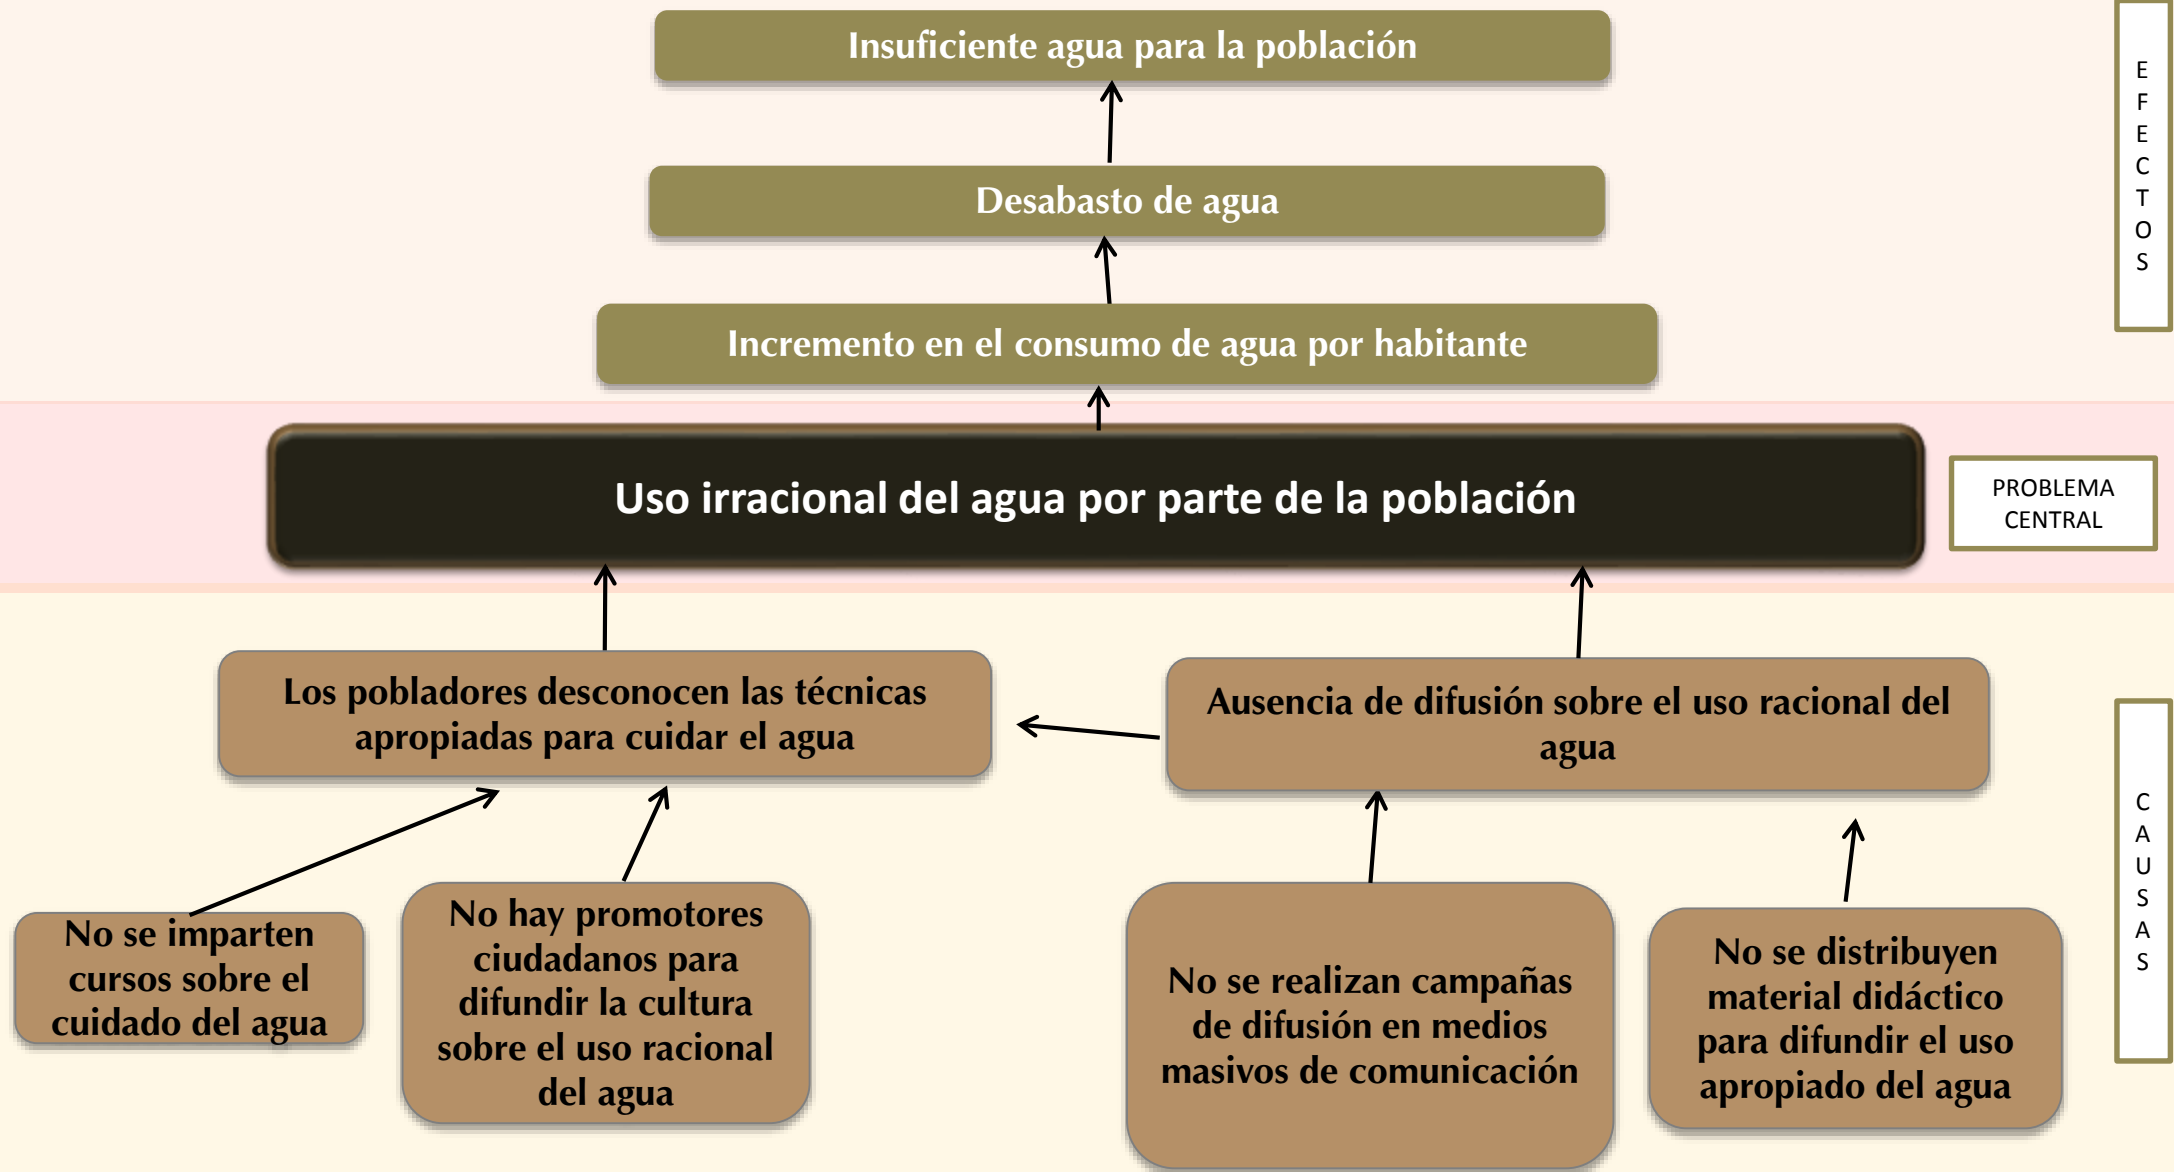 Insuficiente agua para la población
Desabasto de agua
Incremento en el consumo de agua por habitante
EFECTOS
Uso irracional del agua por parte de la población
PROBLEMA
CENTRAL
Los pobladores desconocen las técnicas
apropiadas para cuidar el agua
Ausencia de difusión sobre el uso racional del
agua
No se imparten
cursos sobre el
cuidado del agua
No hay promotores
ciudadanos para
difundir la cultura
sobre el uso racional
del agua
No se realizan campañas
de difusión en medios
masivos de comunicación
No se distribuyen
material didáctico
para difundir el uso
apropiado del agua
CAUSAS